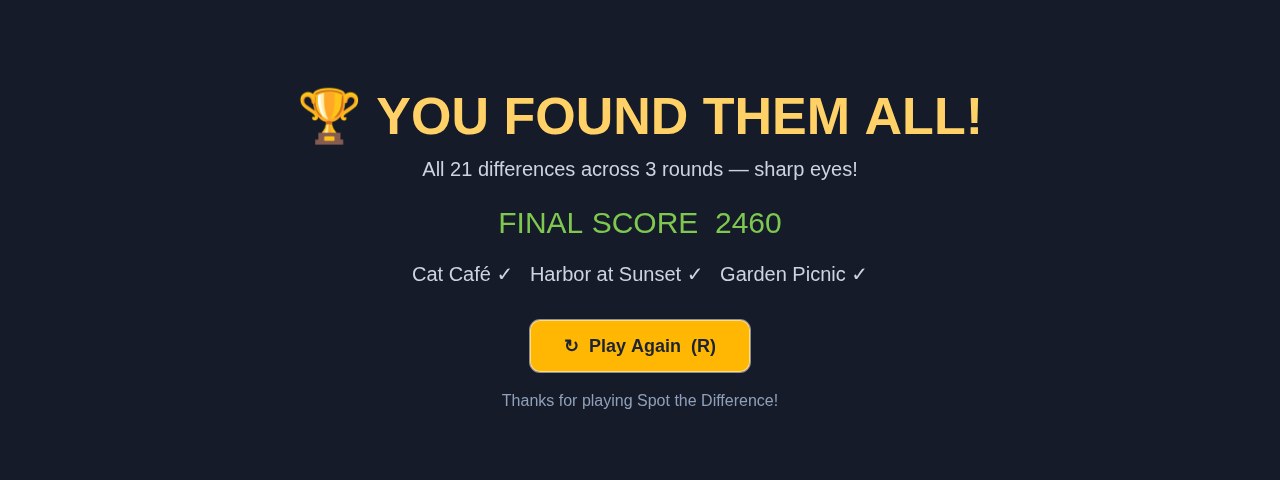 🏆 YOU FOUND THEM ALL!
All 21 differences across 3 rounds — sharp eyes!
FINAL SCORE 2460
Cat Café ✓ Harbor at Sunset ✓ Garden Picnic ✓
↻ Play Again (R)
Thanks for playing Spot the Difference!